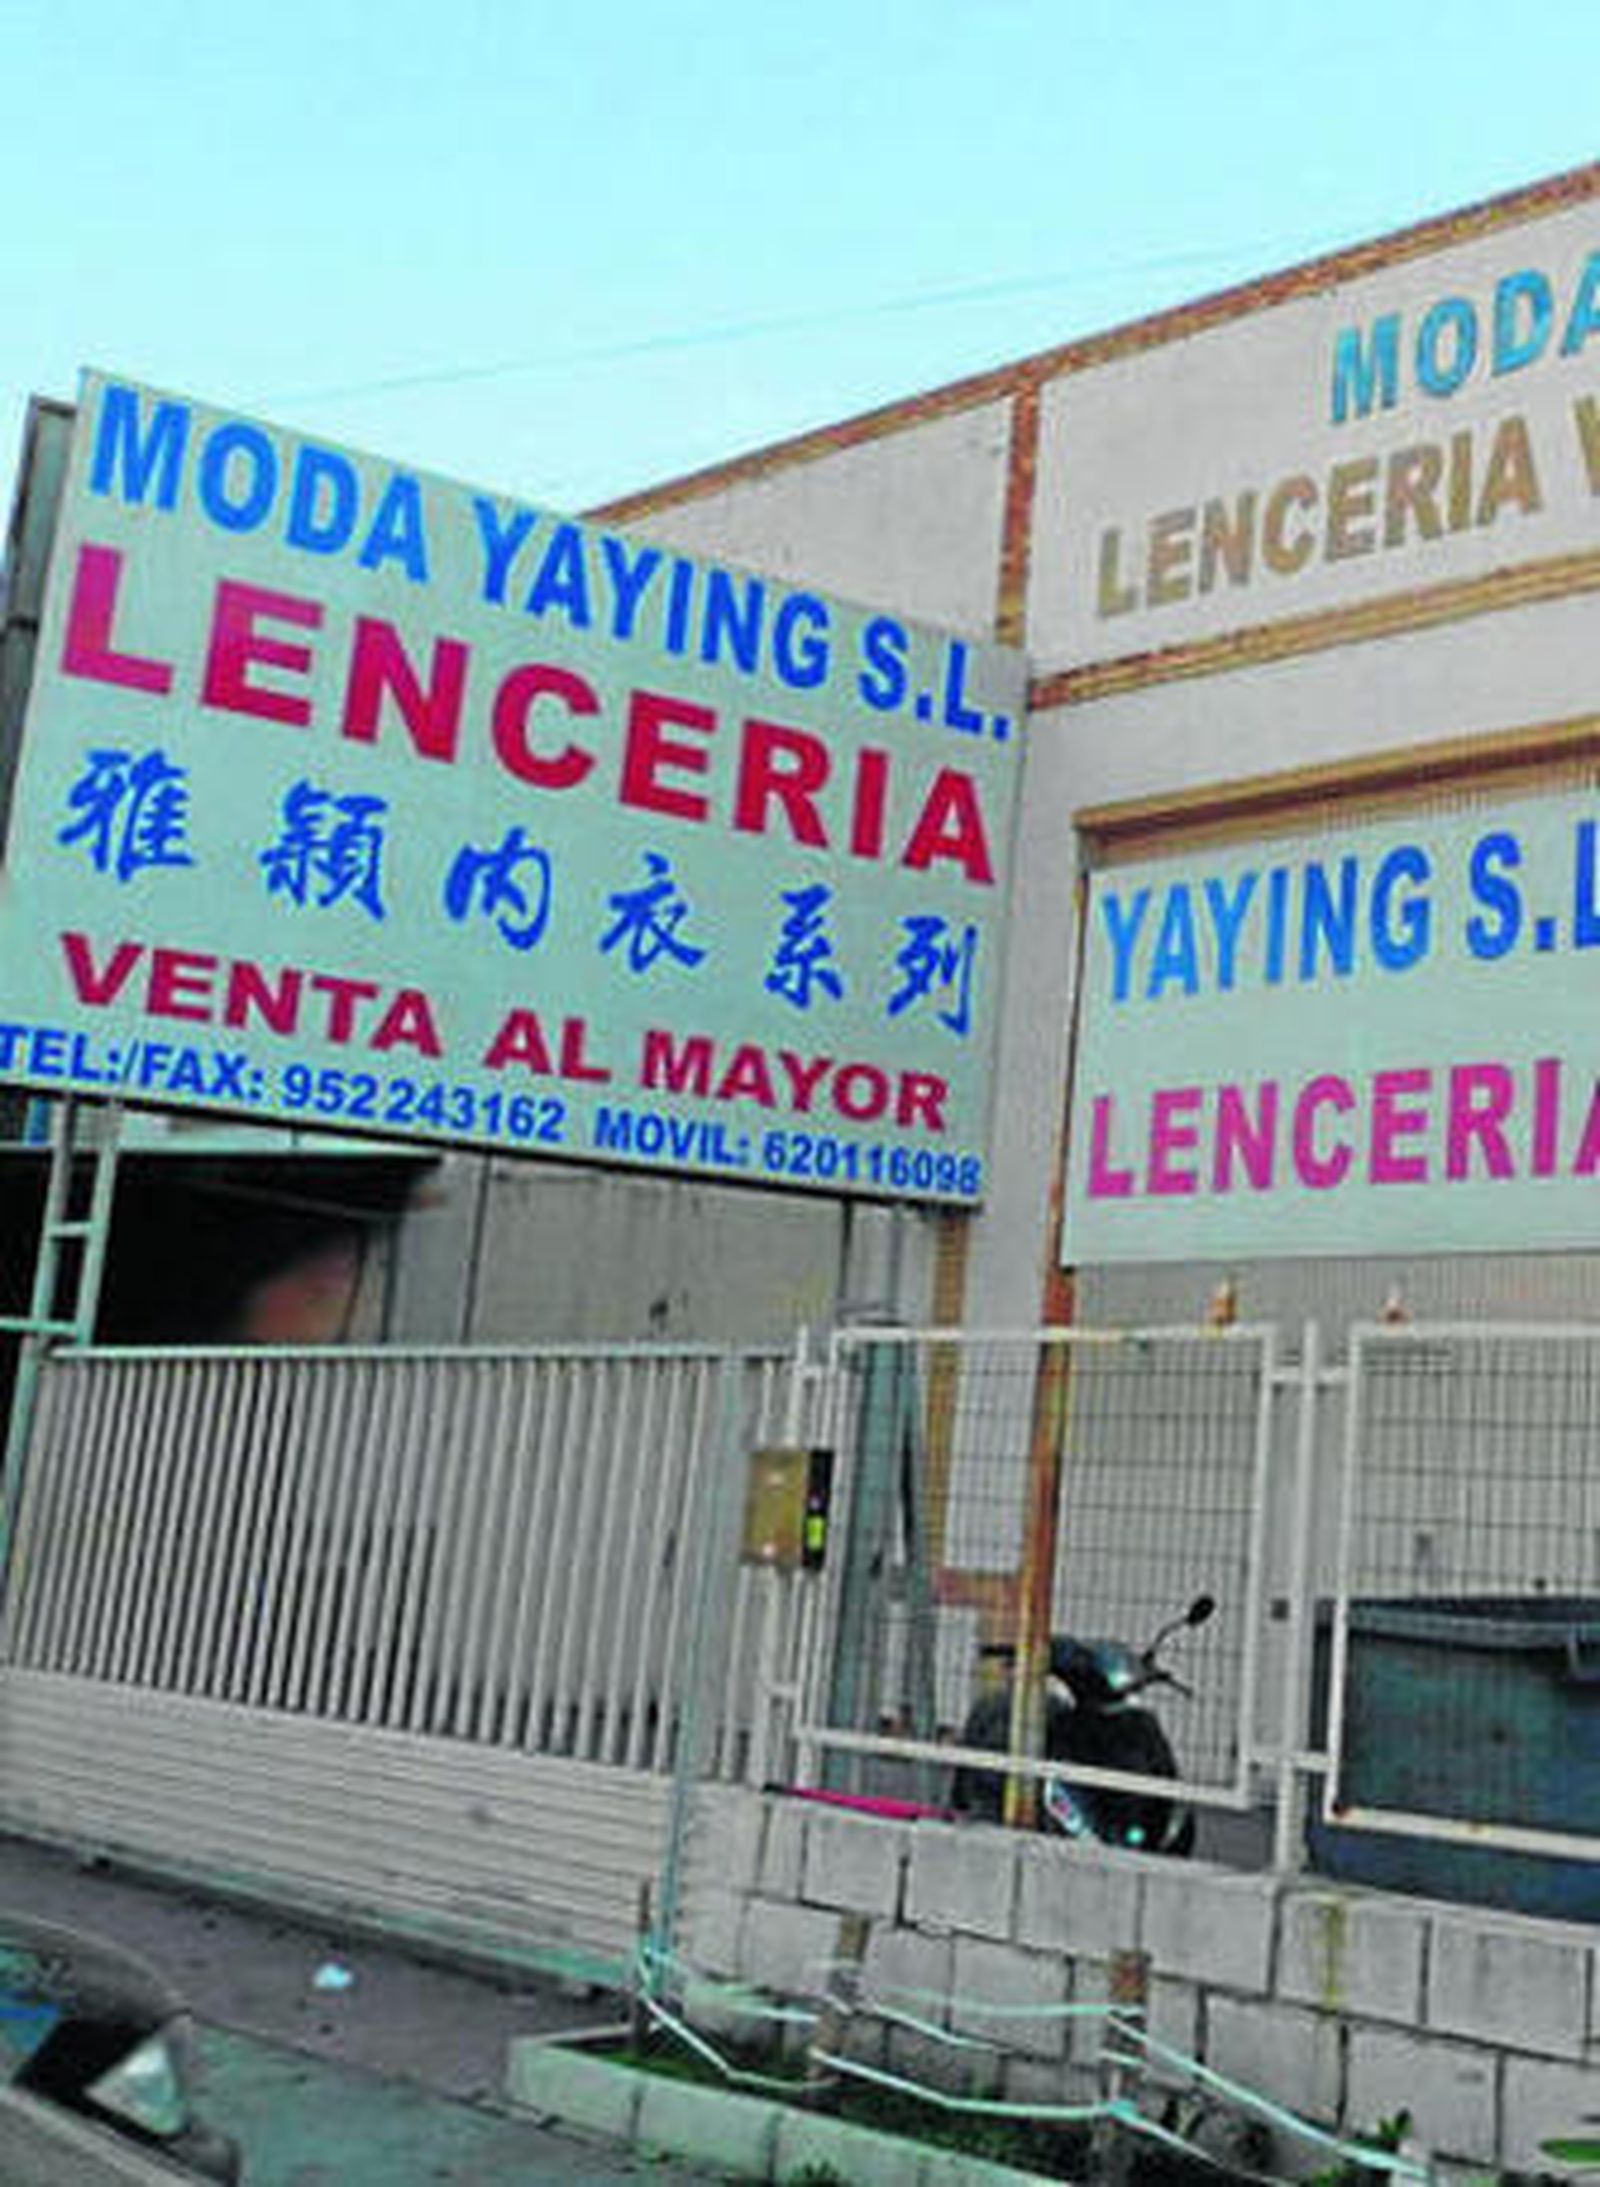 MODA YAYING S.L.
LENCERIA
雅穎内衣系列
VENTA AL MAYOR
TEL:/FAX: 952243162 MOVIL: 620116098
MODA
LENCERIA
YAYING S.L
LENCERIA